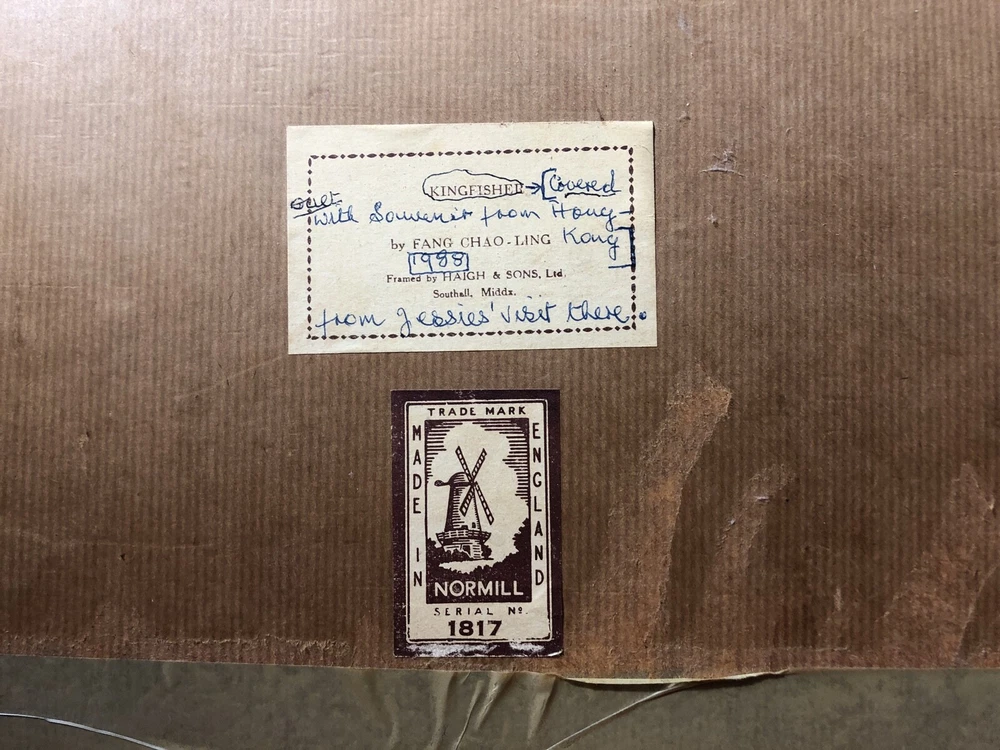 KINGFISHER → [Covered
with Souvenir from Hong-
Kong]
by FANG CHAO-LING
1988
Framed by HAIGH & SONS, Ltd.
Southall, Middx.
from Jessies' visit there.
TRADE MARK
MADE IN
ENGLAND
NORMILL
SERIAL Nº.
1817